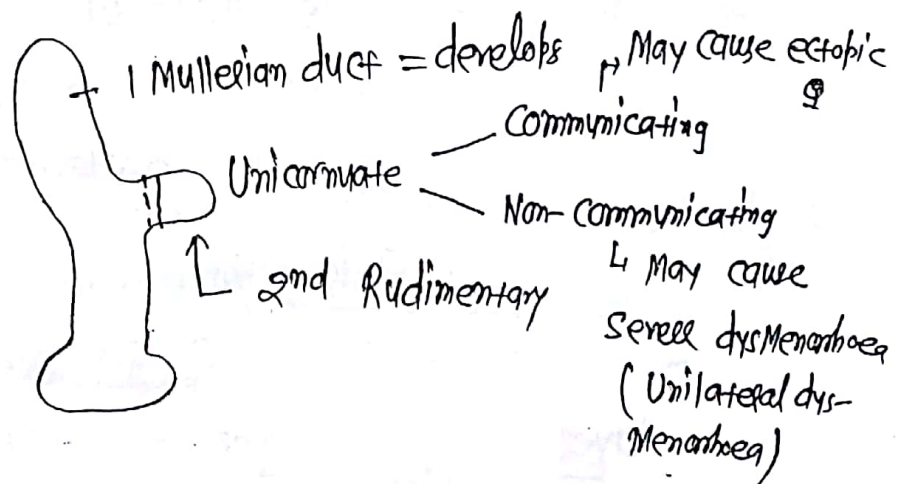 1 Mullerian duct = develops
↱ May cause ectopic
Communicating
Unicornuate
Non-Communicating
↳ May cause
Severe dysMenorrhoea
(Unilateral dys-
Menorrhoea)
2nd Rudimentary